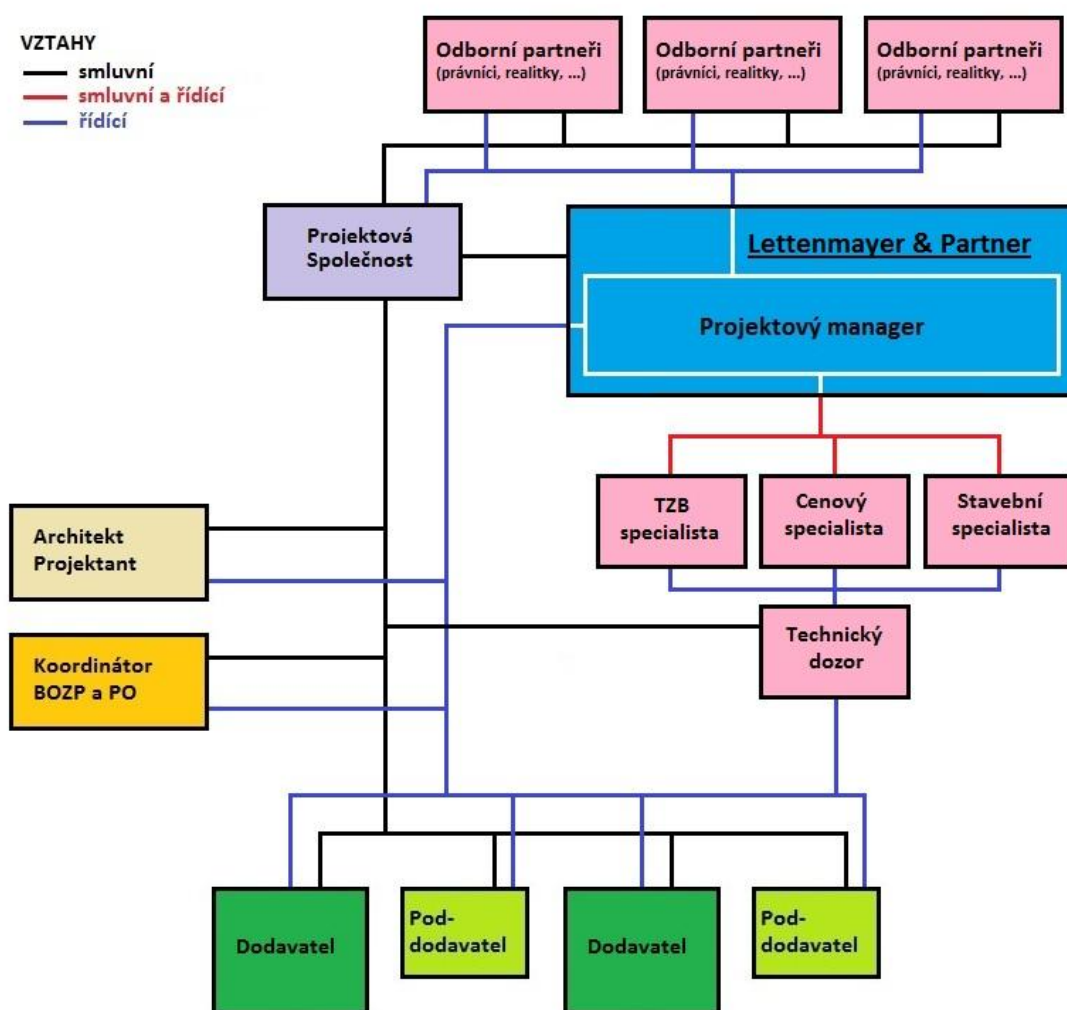 VZTAHY
smluvní
smluvní a řídící
řídící
Odborní partneři
(právníci, realitky, ...)
Odborní partneři
(právníci, realitky, ...)
Odborní partneři
(právníci, realitky, ...)
Projektová
Společnost
Lettenmayer & Partner
Projektový manager
TZB
specialista
Cenový
specialista
Stavební
specialista
Architekt
Projektant
Technický
dozor
Koordinátor
BOZP a PO
Dodavatel
Pod-
dodavatel
Dodavatel
Pod-
dodavatel